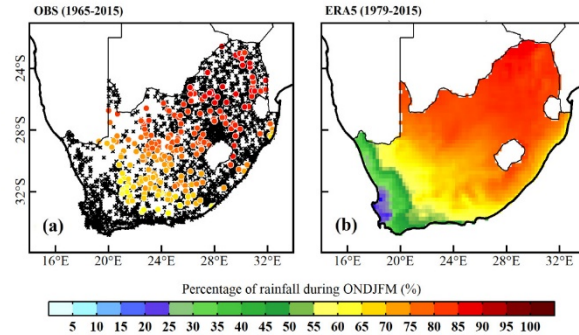 OBS (1965-2015)
ERA5 (1979-2015)
24°S
28°S
32°S
(a)
(b)
16°E 20°E 24°E 28°E 32°E
16°E 20°E 24°E 28°E 32°E
Percentage of rainfall during ONDJFM (%)
5 10 15 20 25 30 35 40 45 50 55 60 65 70 75 80 85 90 95 100